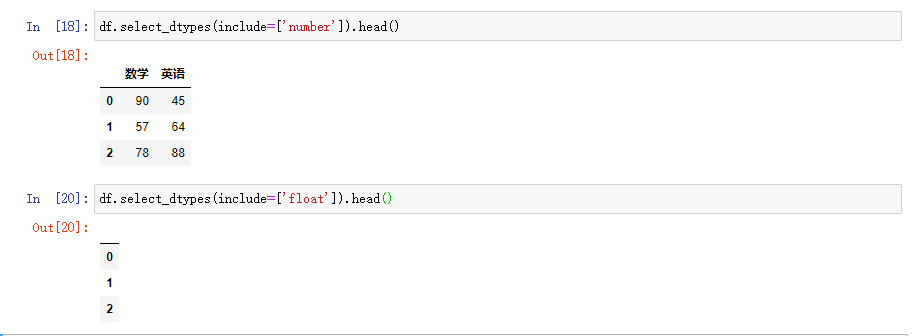 In [18]: df.select_dtypes(include=['number']).head()
Out[18]:
数学 英语
0 90 45
1 57 64
2 78 88
In [20]: df.select_dtypes(include=['float']).head()
Out[20]:
0
1
2